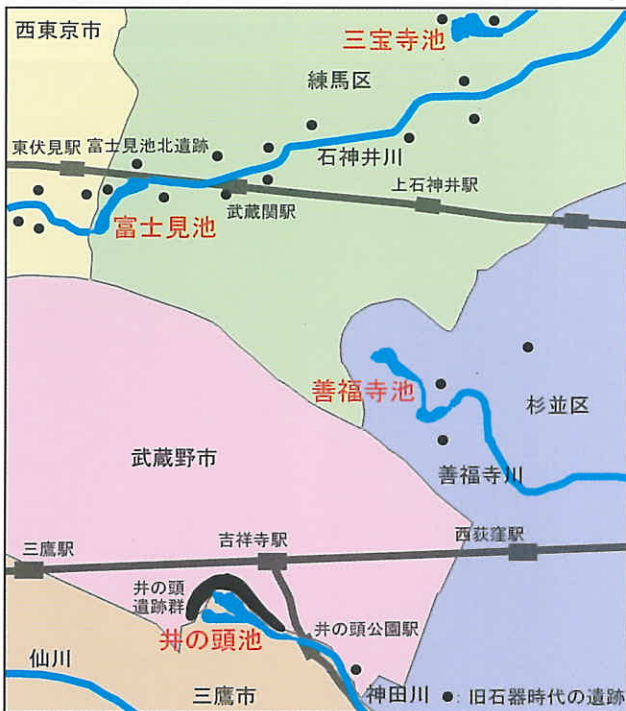 西東京市
三宝寺池
練馬区
東伏見駅
富士見池北遺跡
石神井川
上石神井駅
武蔵関駅
富士見池
善福寺池
杉並区
武蔵野市
善福寺川
三鷹駅
吉祥寺駅
西荻窪駅
井の頭
遺跡群
井の頭池
井の頭公園駅
仙川
三鷹市
神田川
●:旧石器時代の遺跡